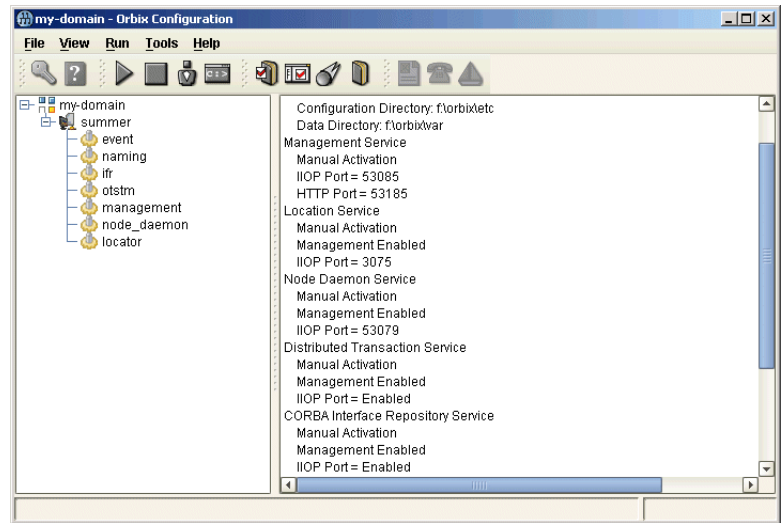 my-domain - Orbix Configuration
File View Run Tools Help
my-domain
summer
event
naming
ifr
otstm
management
node_daemon
locator
Configuration Directory: f:\orbix\etc
Data Directory: f:\orbix\var
Management Service
Manual Activation
IIOP Port = 53085
HTTP Port = 53185
Location Service
Manual Activation
Management Enabled
IIOP Port = 3075
Node Daemon Service
Manual Activation
Management Enabled
IIOP Port = 53079
Distributed Transaction Service
Manual Activation
Management Enabled
IIOP Port = Enabled
CORBA Interface Repository Service
Manual Activation
Management Enabled
IIOP Port = Enabled